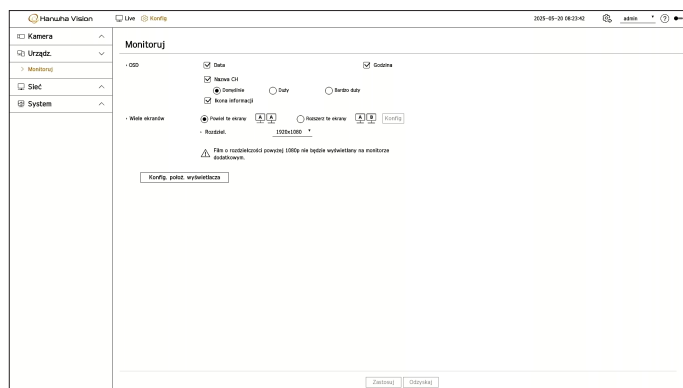 Hanwha Vision
Live Konfig
2025-05-20 08:23:42 admin
Kamera
Urządz.
Monitoruj
Sieć
System
Monitoruj
OSD
Data Godzina
Nazwa CH
Domyślnie Duży Bardzo duży
Ikona informacji
Wiele ekranów
Powiel te ekrany A A Rozszerz te ekrany A B Konfig
Rozdziel. 1920x1080
Film o rozdzielczości powyżej 1080p nie będzie wyświetlany na monitorze
dodatkowym.
Konfig. położ. wyświetlacza
Zastosuj Odzyskaj